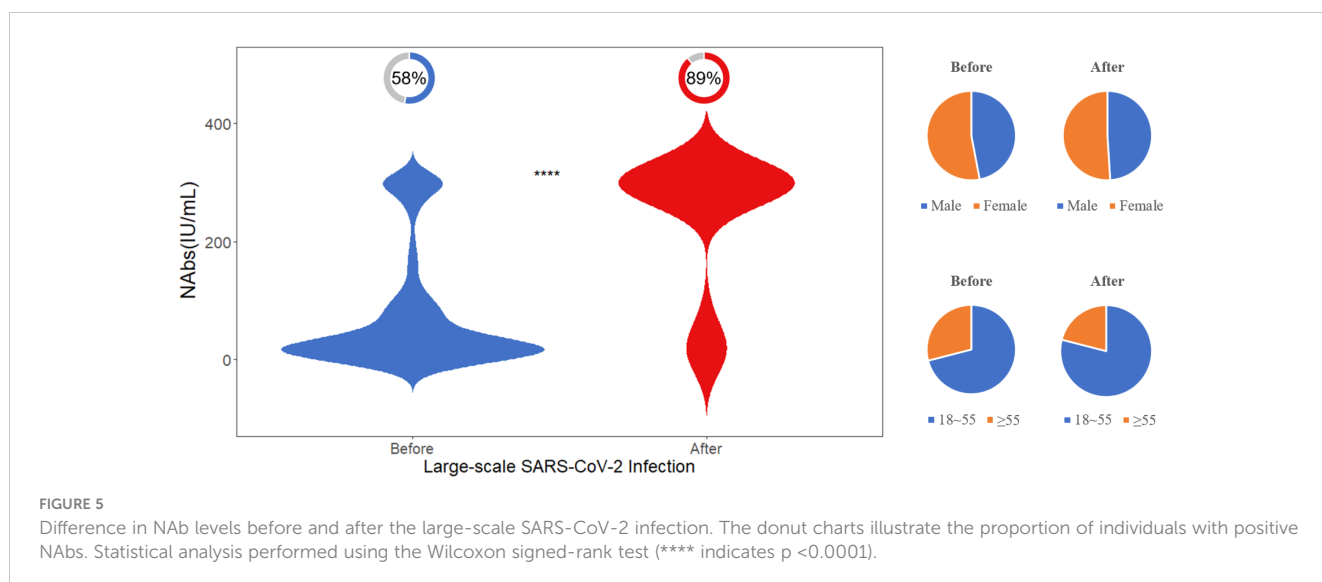 58%
89%
400
200
0
NAbs(IU/mL)
****
Before
After
Large-scale SARS-CoV-2 Infection
Before
After
Male Female
Male Female
Before
After
18~55 ≥55
18~55 ≥55
FIGURE 5
Difference in NAb levels before and after the large-scale SARS-CoV-2 infection. The donut charts illustrate the proportion of individuals with positive
NAbs. Statistical analysis performed using the Wilcoxon signed-rank test (**** indicates p <0.0001).